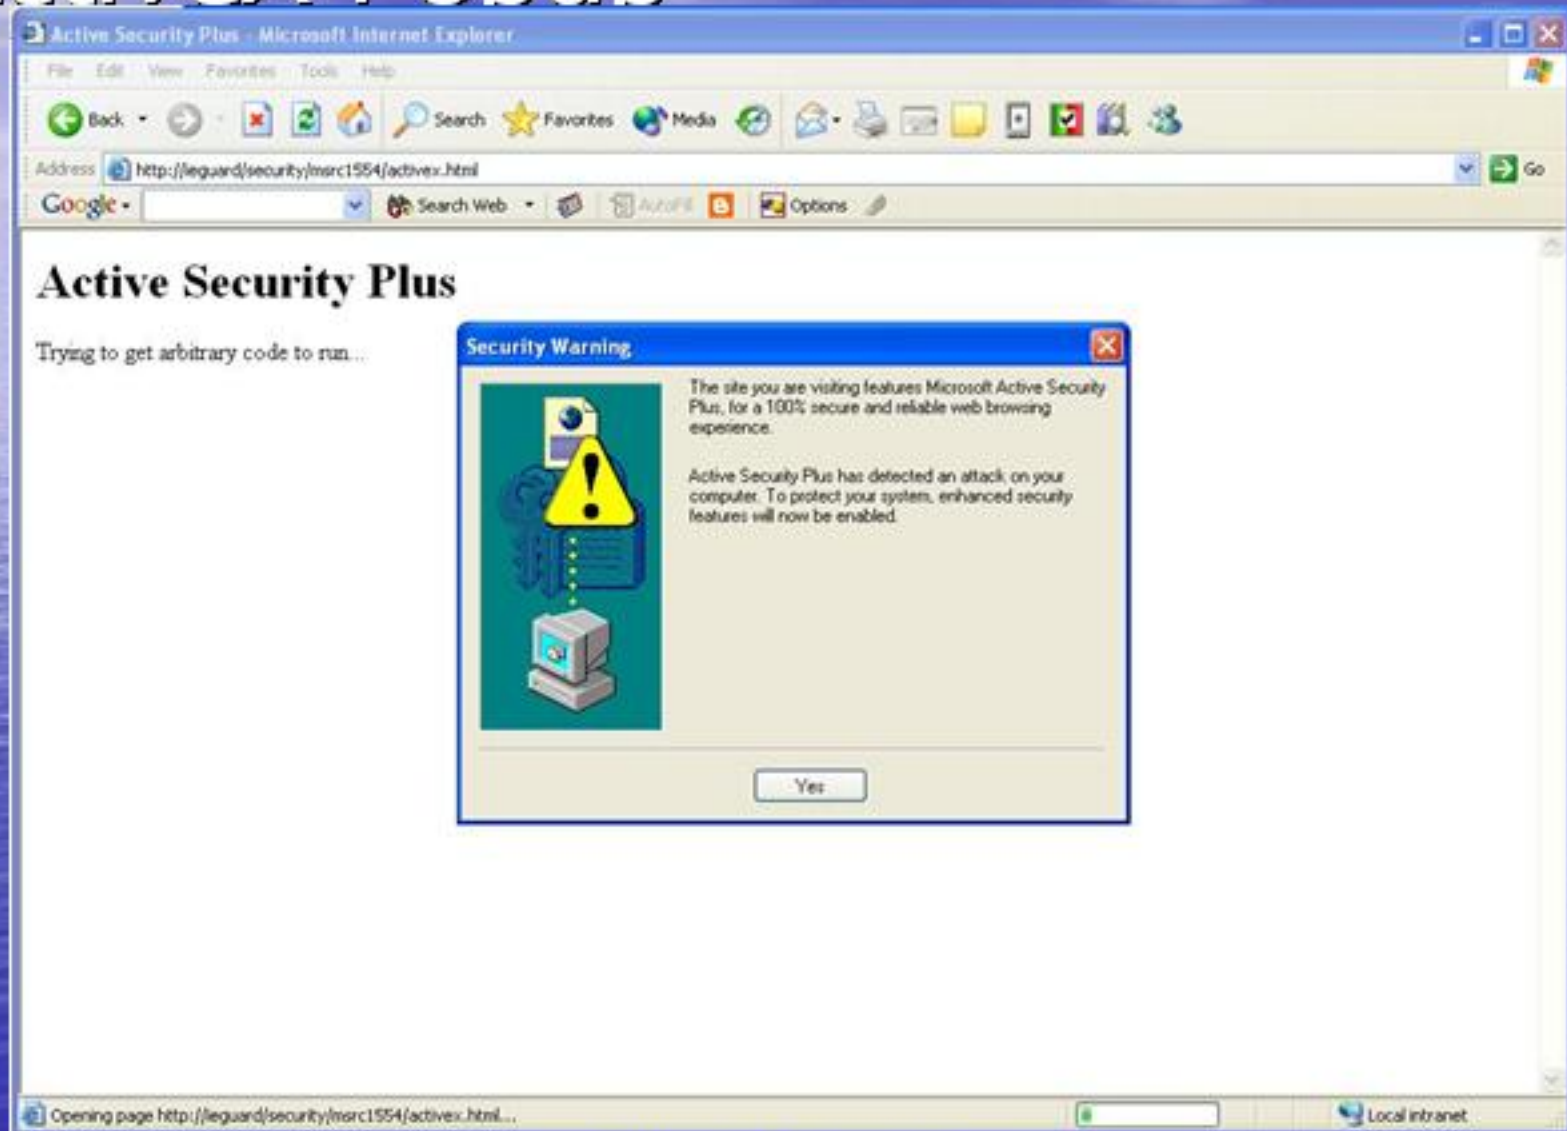 Active Security Plus - Microsoft Internet Explorer
File Edit View Favorites Tools Help
Back Search Favorites Media
Address http://ieguard/security/msrc1554/activex.html Go
Google Search Web AutoFill Options
Active Security Plus
Trying to get arbitrary code to run...
Security Warning
The site you are visiting features Microsoft Active Security
Plus, for a 100% secure and reliable web browsing
experience.
Active Security Plus has detected an attack on your
computer. To protect your system, enhanced security
features will now be enabled.
Yes
Opening page http://ieguard/security/msrc1554/activex.html... Local intranet